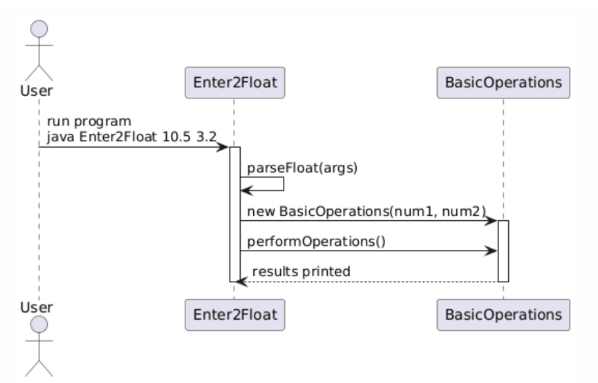 User
Enter2Float
BasicOperations
run program
java Enter2Float 10.5 3.2
parseFloat(args)
new BasicOperations(num1, num2)
performOperations()
results printed
User
Enter2Float
BasicOperations